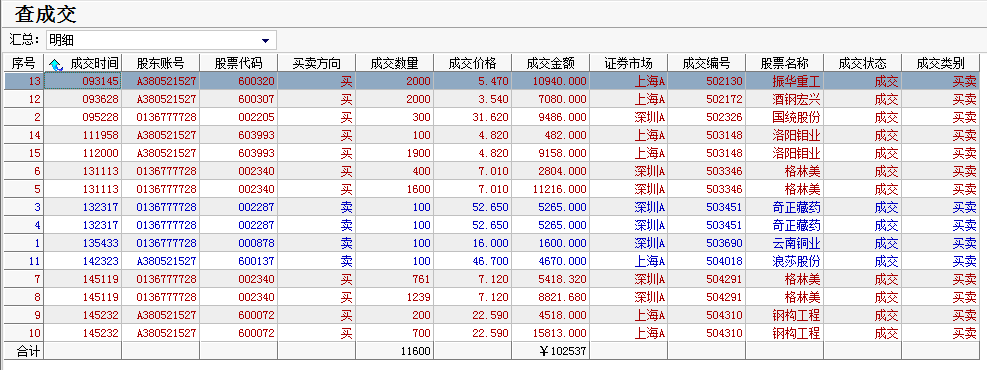 查成交
汇总: 明细
序号 成交时间 股东账号 股票代码 买卖方向 成交数量 成交价格 成交金额 证券市场 成交编号 股票名称 成交状态 成交类别
13 093145 A380521527 600320 买 2000 5.470 10940.000 上海A 502130 振华重工 成交 买卖
12 093628 A380521527 600307 买 2000 3.540 7080.000 上海A 502172 酒钢宏兴 成交 买卖
2 095228 0136777728 002205 买 300 31.620 9486.000 深圳A 502326 国统股份 成交 买卖
14 111958 A380521527 603993 买 100 4.820 482.000 上海A 503148 洛阳钼业 成交 买卖
15 112000 A380521527 603993 买 1900 4.820 9158.000 上海A 503148 洛阳钼业 成交 买卖
6 131113 0136777728 002340 买 400 7.010 2804.000 深圳A 503346 格林美 成交 买卖
5 131113 0136777728 002340 买 1600 7.010 11216.000 深圳A 503346 格林美 成交 买卖
3 132317 0136777728 002287 卖 100 52.650 5265.000 深圳A 503451 奇正藏药 成交 买卖
4 132317 0136777728 002287 卖 100 52.650 5265.000 深圳A 503451 奇正藏药 成交 买卖
1 135433 0136777728 000878 卖 100 16.000 1600.000 深圳A 503690 云南铜业 成交 买卖
11 142323 A380521527 600137 卖 100 46.700 4670.000 上海A 504018 浪莎股份 成交 买卖
7 145119 0136777728 002340 买 761 7.120 5418.320 深圳A 504291 格林美 成交 买卖
8 145119 0136777728 002340 买 1239 7.120 8821.680 深圳A 504291 格林美 成交 买卖
9 145232 A380521527 600072 买 200 22.590 4518.000 上海A 504310 钢构工程 成交 买卖
10 145232 A380521527 600072 买 700 22.590 15813.000 上海A 504310 钢构工程 成交 买卖
合计 11600 ￥102537